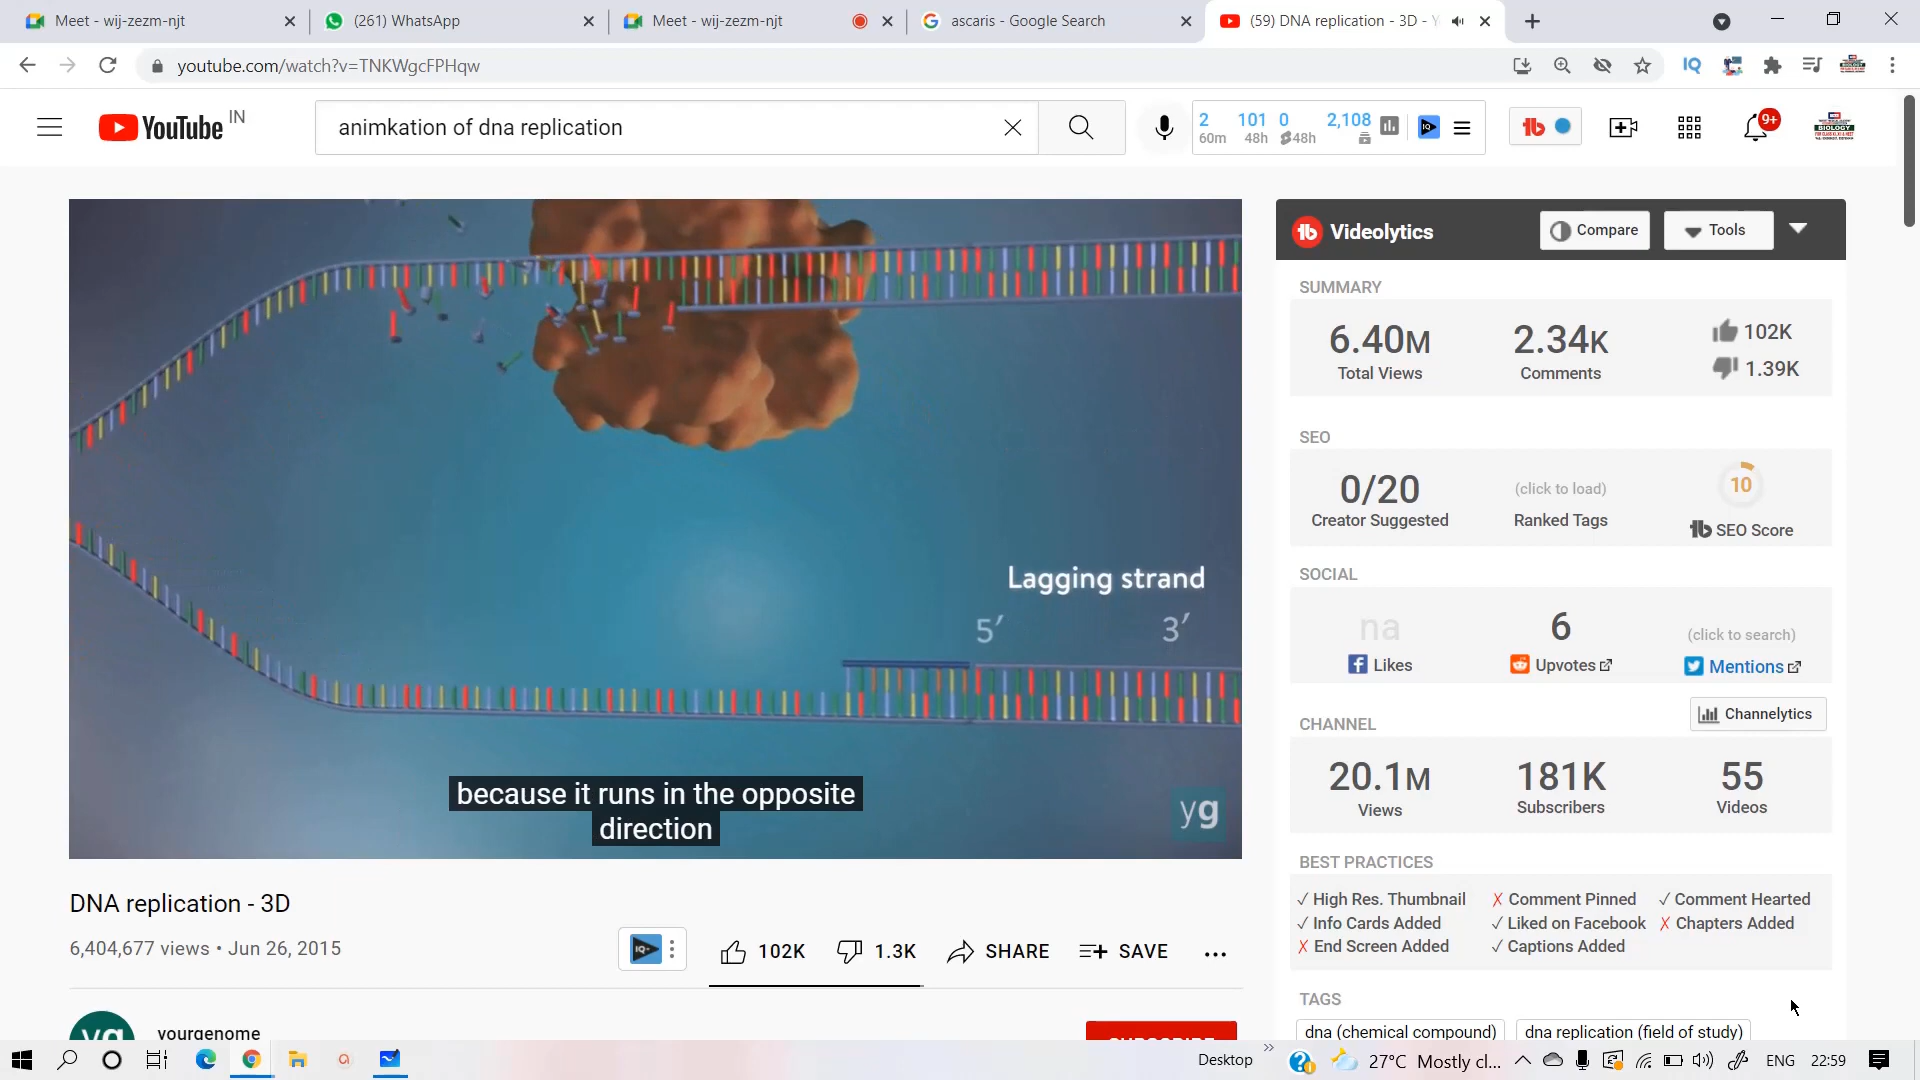 Meet - wij-zezm-njt
(261) WhatsApp
Meet - wij-zezm-njt
ascaris - Google Search
(59) DNA replication - 3D - Y
youtube.com/watch?v=TNKWgcFPHqw
IQ
YouTube IN
animkation of dna replication
2 101 0 2,108
60m 48h 48h
9+
Lagging strand
5′ 3′
because it runs in the opposite
direction
yg
DNA replication - 3D
6,404,677 views • Jun 26, 2015
102K 1.3K SHARE SAVE
yourgenome
SUBSCRIBE
Videolytics
Compare
Tools
SUMMARY
6.40M 2.34K 102K
Total Views Comments 1.39K
SEO
0/20 (click to load) 10
Creator Suggested Ranked Tags SEO Score
SOCIAL
na 6 (click to search)
Likes Upvotes Mentions
CHANNEL Channelytics
20.1M 181K 55
Views Subscribers Videos
BEST PRACTICES
✓ High Res. Thumbnail ✗ Comment Pinned ✓ Comment Hearted
✓ Info Cards Added ✓ Liked on Facebook ✗ Chapters Added
✗ End Screen Added ✓ Captions Added
TAGS
dna (chemical compound) dna replication (field of study)
Desktop 27°C Mostly cl... ENG 22:59